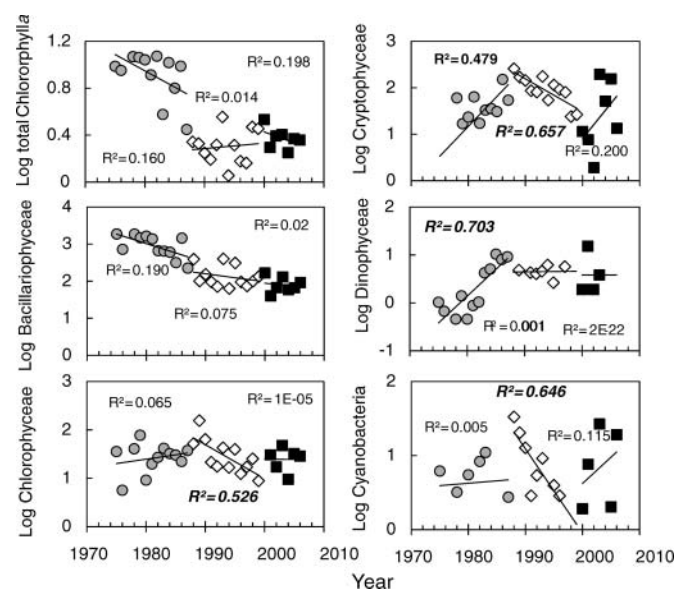 Log total Chlorophylla
1.2
0.8
0.4
0
R²=0.198
R²=0.014
R²=0.160
Log Cryptophyceae
3
2
1
0
R²=0.479
R²=0.657
R²=0.200
Log Bacillariophyceae
4
3
2
1
0
R²=0.02
R²=0.190
R²=0.075
Log Dinophyceae
2
1
0
-1
R²=0.703
R²=0.001
R²=2E-22
Log Chlorophyceae
3
2
1
0
R²=0.065
R²=1E-05
R²=0.526
1970 1980 1990 2000 2010
Log Cyanobacteria
2
1
0
R²=0.646
R²=0.005
R²=0.115
1970 1980 1990 2000 2010
Year